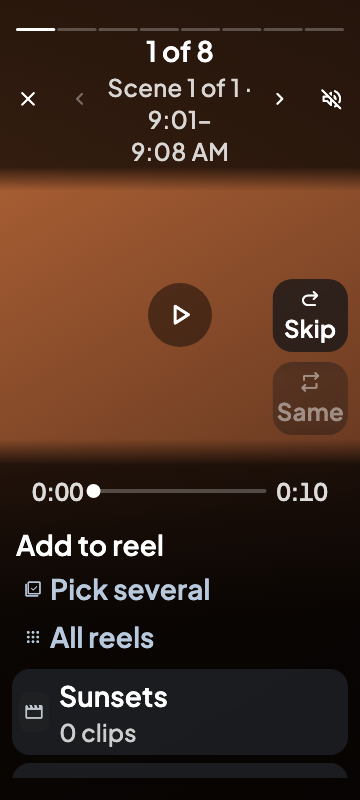 1 of 8
Scene 1 of 1 ·
9:01–
9:08 AM
Skip
Same
0:00
0:10
Add to reel
Pick several
All reels
Sunsets
0 clips